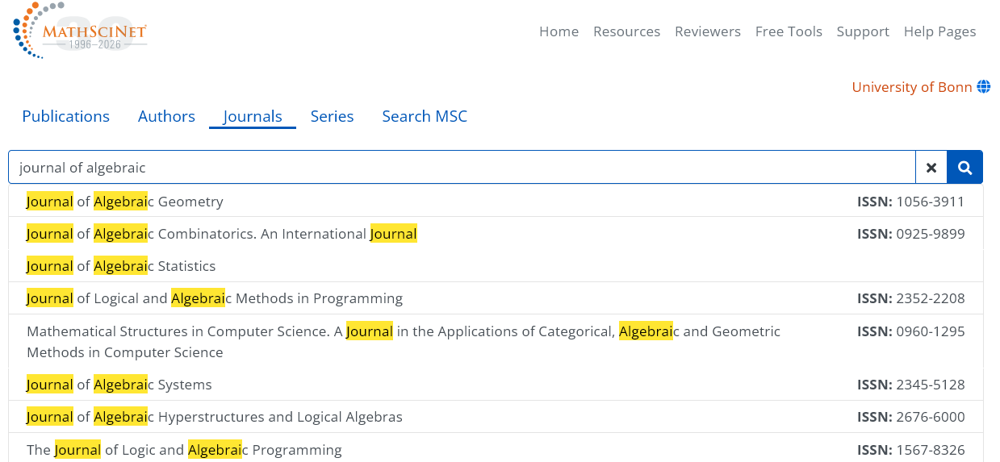 MATHSCINET
1996–2026
Home Resources Reviewers Free Tools Support Help Pages
University of Bonn
Publications Authors Journals Series Search MSC
journal of algebraic
Journal of Algebraic Geometry ISSN: 1056-3911
Journal of Algebraic Combinatorics. An International Journal ISSN: 0925-9899
Journal of Algebraic Statistics
Journal of Logical and Algebraic Methods in Programming ISSN: 2352-2208
Mathematical Structures in Computer Science. A Journal in the Applications of Categorical, Algebraic and Geometric ISSN: 0960-1295
Methods in Computer Science
Journal of Algebraic Systems ISSN: 2345-5128
Journal of Algebraic Hyperstructures and Logical Algebras ISSN: 2676-6000
The Journal of Logic and Algebraic Programming ISSN: 1567-8326